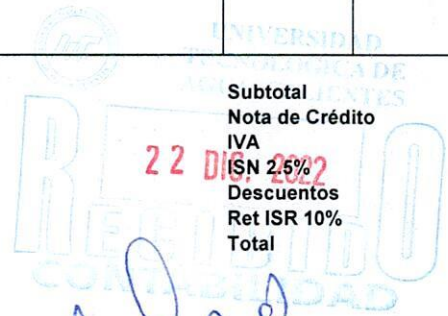 UNIVERSIDAD
TECNOLOGICA DE
AGUASCALIENTES
Subtotal
Nota de Crédito
IVA
22 DIC. 2022
ISN 2.5%
Descuentos
Ret ISR 10%
Total
RECIBIDO
CONTABILIDAD